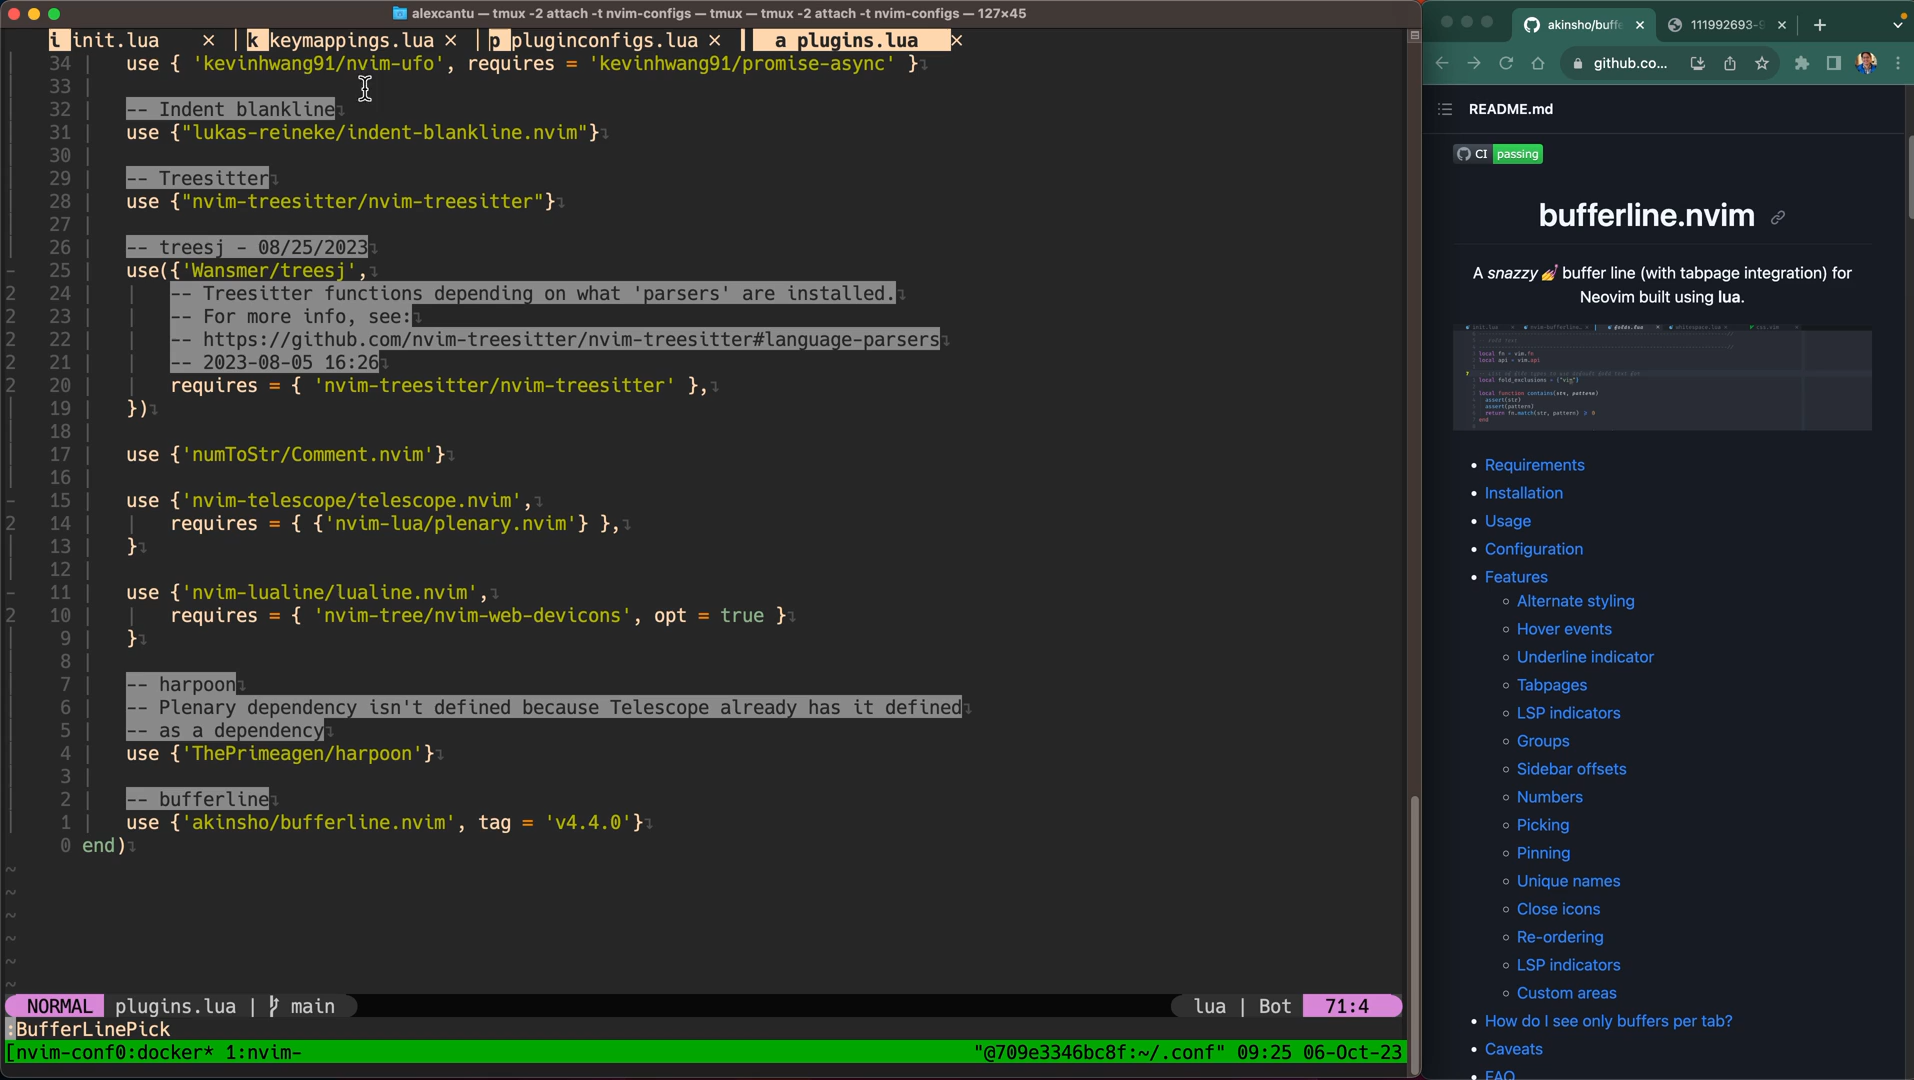 alexcantu — tmux -2 attach -t nvim-configs — tmux — tmux -2 attach -t nvim-configs — 127×45
i init.lua × | k keymappings.lua × | p pluginconfigs.lua × | a plugins.lua ×
34 use { 'kevinhwang91/nvim-ufo', requires = 'kevinhwang91/promise-async' }
33
32 -- Indent blankline
31 use {"lukas-reineke/indent-blankline.nvim"}
30
29 -- Treesitter
28 use {"nvim-treesitter/nvim-treesitter"}
27
26 -- treesj - 08/25/2023
- 25 use({'Wansmer/treesj',
2 24 -- Treesitter functions depending on what 'parsers' are installed.
2 23 -- For more info, see:
2 22 -- https://github.com/nvim-treesitter/nvim-treesitter#language-parsers
2 21 -- 2023-08-05 16:26
2 20 requires = { 'nvim-treesitter/nvim-treesitter' },
19 })
18
17 use {'numToStr/Comment.nvim'}
16
- 15 use {'nvim-telescope/telescope.nvim',
2 14 requires = { {'nvim-lua/plenary.nvim'} },
13 }
12
- 11 use {'nvim-lualine/lualine.nvim',
2 10 requires = { 'nvim-tree/nvim-web-devicons', opt = true }
9 }
8
7 -- harpoon
6 -- Plenary dependency isn't defined because Telescope already has it defined
5 -- as a dependency
4 use {'ThePrimeagen/harpoon'}
3
2 -- bufferline
1 use {'akinsho/bufferline.nvim', tag = 'v4.4.0'}
0 end)
~
~
~
~
~
~
NORMAL plugins.lua | main lua | Bot 71:4
:BufferLinePick
[nvim-conf0:docker* 1:nvim- "@709e3346bc8f:~/.conf" 09:25 06-Oct-23
akinsho/buff × 111992693-9 × +
github.co...
README.md
CI passing
bufferline.nvim
A snazzy 💅 buffer line (with tabpage integration) for
Neovim built using lua.
Requirements
Installation
Usage
Configuration
Features
Alternate styling
Hover events
Underline indicator
Tabpages
LSP indicators
Groups
Sidebar offsets
Numbers
Picking
Pinning
Unique names
Close icons
Re-ordering
LSP indicators
Custom areas
How do I see only buffers per tab?
Caveats
FAQ